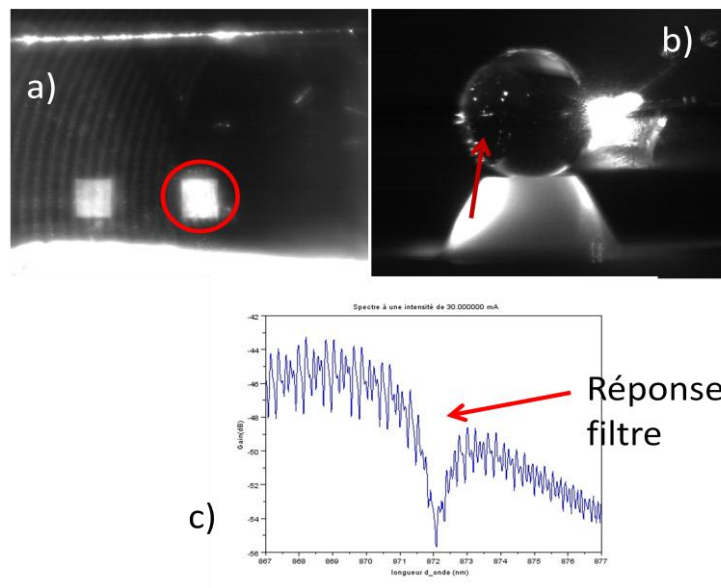 a)
b)
Spectre à une intensité de 30.000000 mA
-42
-44
-46
-48
-50
-52
-54
-56
Gain(dB)
867 868 869 870 871 872 873 874 875 876 877
longueur d_onde (nm)
Réponse
filtre
c)